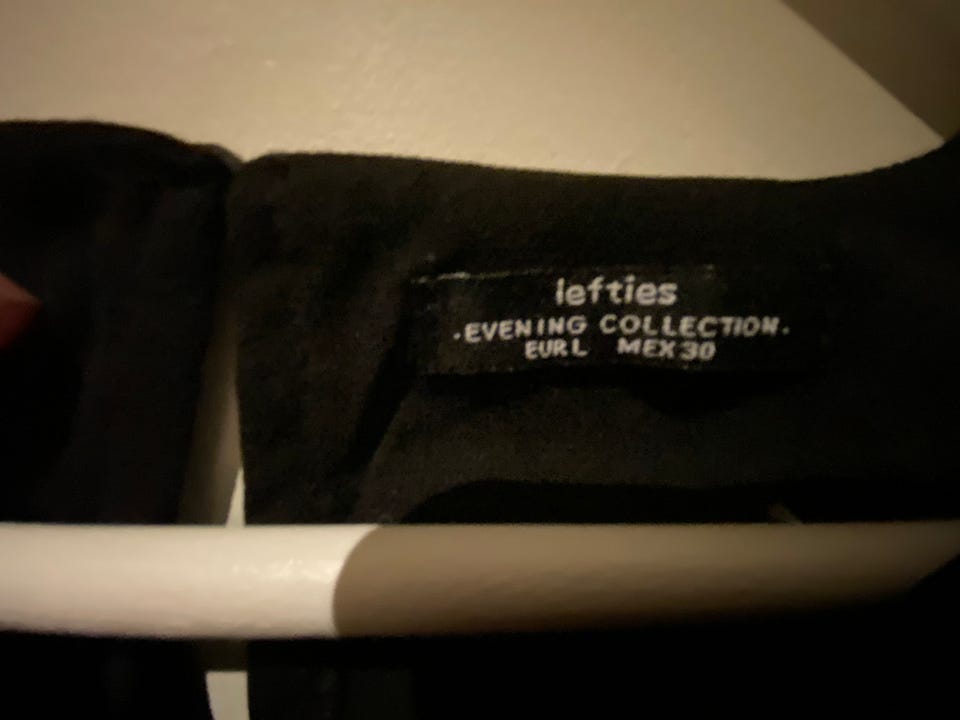 lefties
.EVENING COLLECTION.
EUR L MEX 30